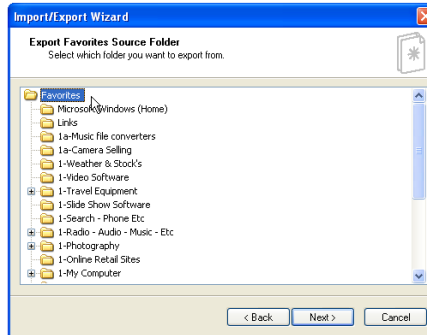 Import/Export Wizard
Export Favorites Source Folder
Select which folder you want to export from.
Favorites
Microsoft Windows (Home)
Links
1a-Music file converters
1a-Camera Selling
1-Weather & Stock's
1-Video Software
1-Travel Equipment
1-Slide Show Software
1-Search - Phone Etc
1-Radio - Audio - Music - Etc
1-Photography
1-Online Retail Sites
1-My Computer
< Back
Next >
Cancel